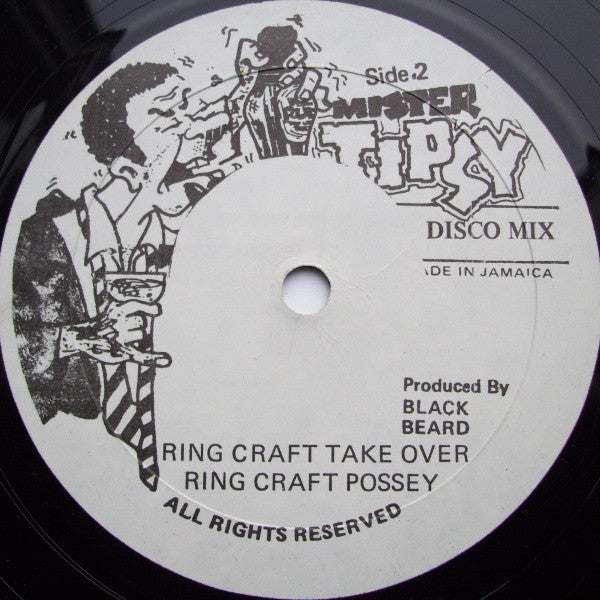 Side.2
MISTER
TIPSY
DISCO MIX
ADE IN JAMAICA
Produced By
BLACK
BEARD
RING CRAFT TAKE OVER
RING CRAFT POSSEY
ALL RIGHTS RESERVED